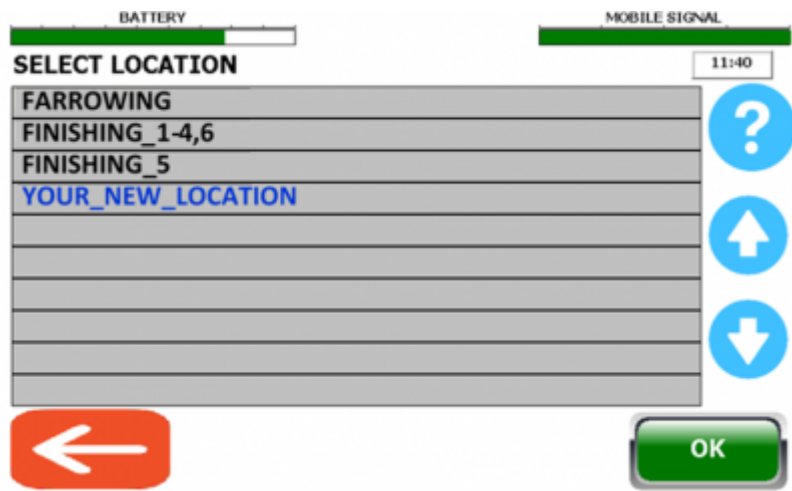 BATTERY
MOBILE SIGNAL
SELECT LOCATION
11:40
FARROWING
FINISHING_1-4,6
FINISHING_5
YOUR_NEW_LOCATION
?
OK